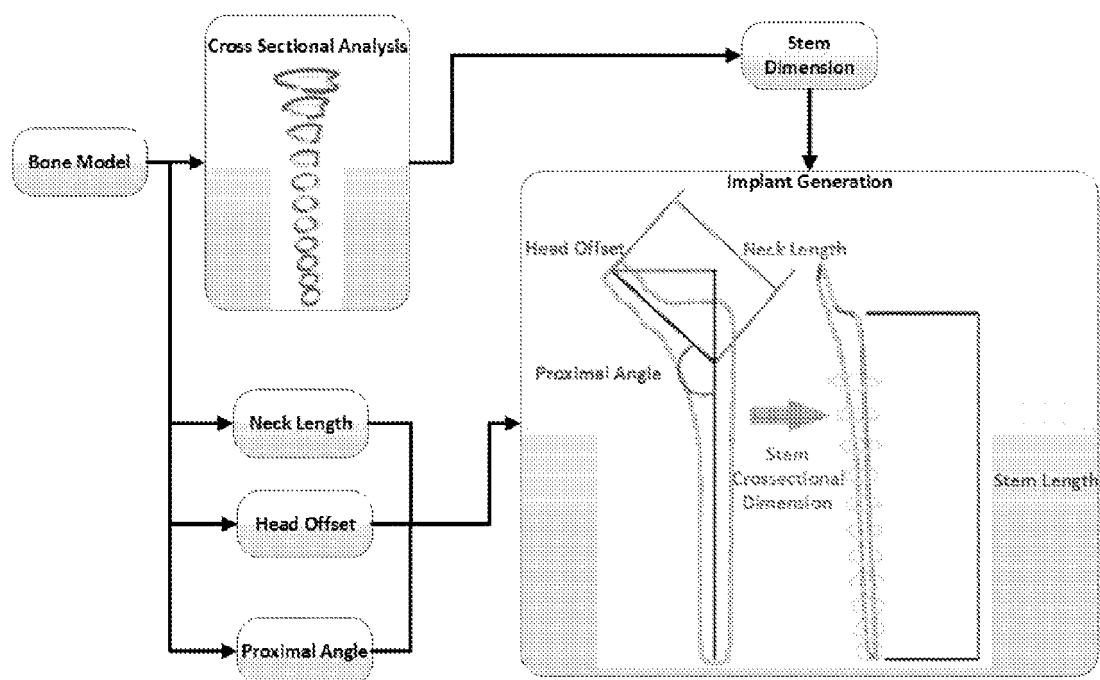 Cross Sectional Analysis
Stem
Dimension
Bone Model
Implant Generation
Head Offset
Neck Length
Proximal Angle
Stem
Crossectional
Dimension
Stem Length
Neck Length
Head Offset
Proximal Angle